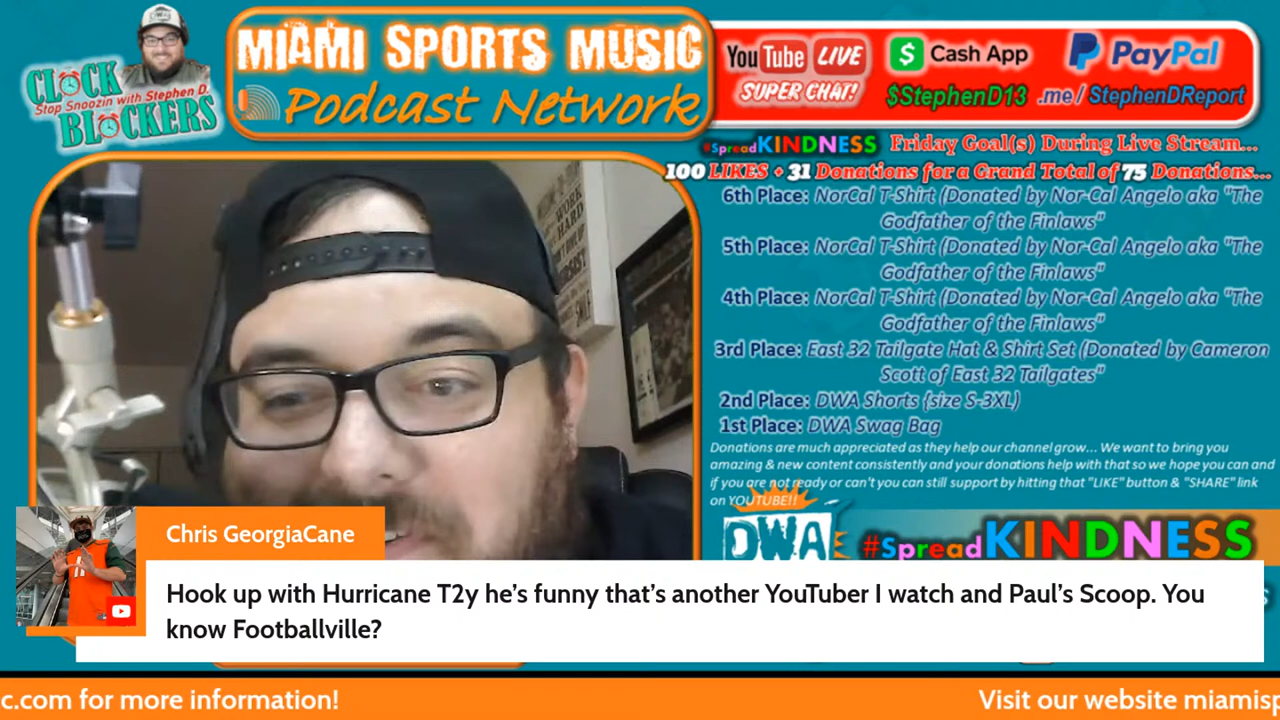 DWA
CLOCK
Stop Snoozin with Stephen D.
BLOCKERS
MIAMI SPORTS MUSIC
Podcast Network
YouTube LIVE
SUPER CHAT!
$ Cash App
$StephenD13
PayPal
.me/StephenDReport
#SpreadKINDNESS Friday Goal(s) During Live Stream...
100 LIKES + 31 Donations for a Grand Total of 75 Donations...
6th Place: NorCal T-Shirt (Donated by Nor-Cal Angelo aka "The
Godfather of the Finlaws"
5th Place: NorCal T-Shirt (Donated by Nor-Cal Angelo aka "The
Godfather of the Finlaws"
4th Place: NorCal T-Shirt (Donated by Nor-Cal Angelo aka "The
Godfather of the Finlaws"
3rd Place: East 32 Tailgate Hat & Shirt Set (Donated by Cameron
Scott of East 32 Tailgates"
2nd Place: DWA Shorts {size S-3XL)
1st Place: DWA Swag Bag
Donations are much appreciated as they help our channel grow... We want to bring you
amazing & new content consistently and your donations help with that so we hope you can and
if you are not ready or can't you can still support by hitting that "LIKE" button & "SHARE" link
on YOUTUBE!!
WORK
HARD
SMILE
DWA
#SpreadKINDNESS
Chris GeorgiaCane
Hook up with Hurricane T2y he's funny that's another YouTuber I watch and Paul's Scoop. You
know Footballville?
c.com for more information!
Visit our website miamisp